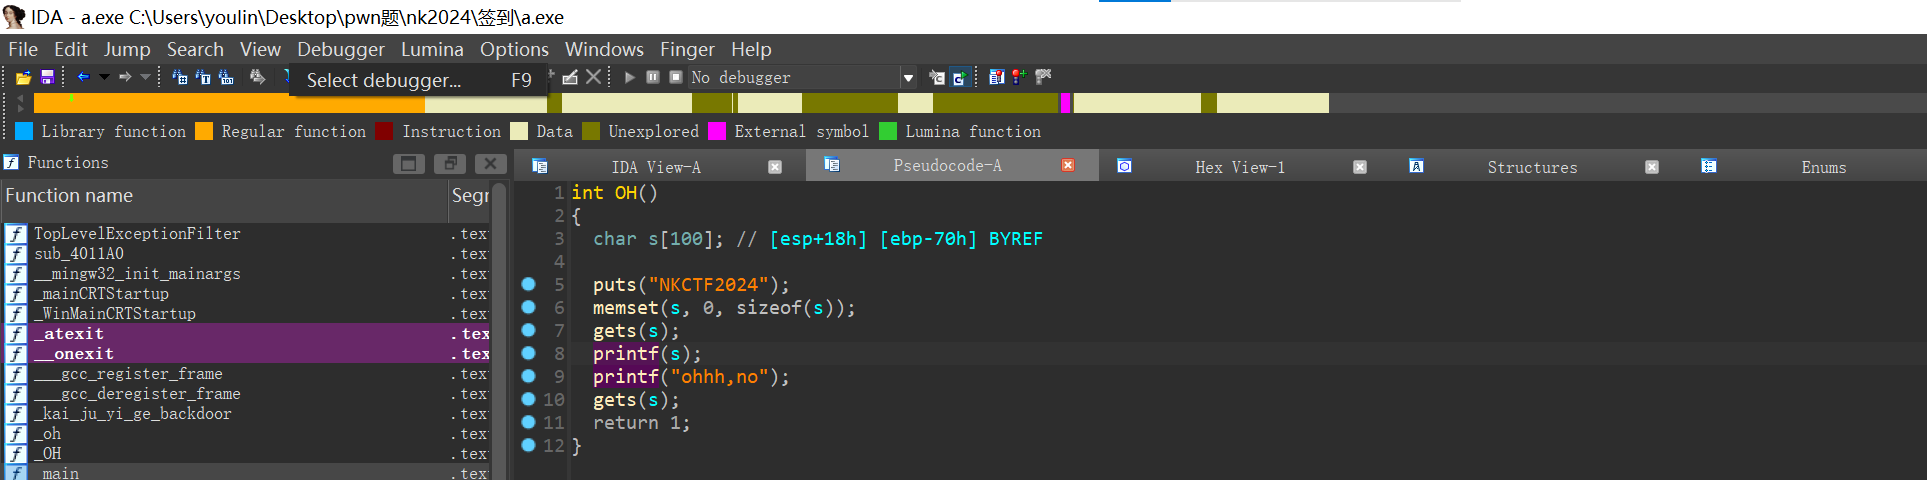 IDA - a.exe C:\Users\youlin\Desktop\pwn题\nk2024\签到\a.exe
File Edit Jump Search View Debugger Lumina Options Windows Finger Help
Select debugger... F9
No debugger
Library function Regular function Instruction Data Unexplored External symbol Lumina function
Functions
IDA View-A Pseudocode-A Hex View-1 Structures Enums
Function name Segr
TopLevelExceptionFilter .tex
sub_4011A0 .tex
__mingw32_init_mainargs .tex
_mainCRTStartup .tex
_WinMainCRTStartup .tex
_atexit .tex
__onexit .tex
___gcc_register_frame .tex
___gcc_deregister_frame .tex
_kai_ju_yi_ge_backdoor .tex
_oh .tex
_OH .tex
main .tex
1 int OH()
2 {
3 char s[100]; // [esp+18h] [ebp-70h] BYREF
4
5 puts("NKCTF2024");
6 memset(s, 0, sizeof(s));
7 gets(s);
8 printf(s);
9 printf("ohhh,no");
10 gets(s);
11 return 1;
12 }